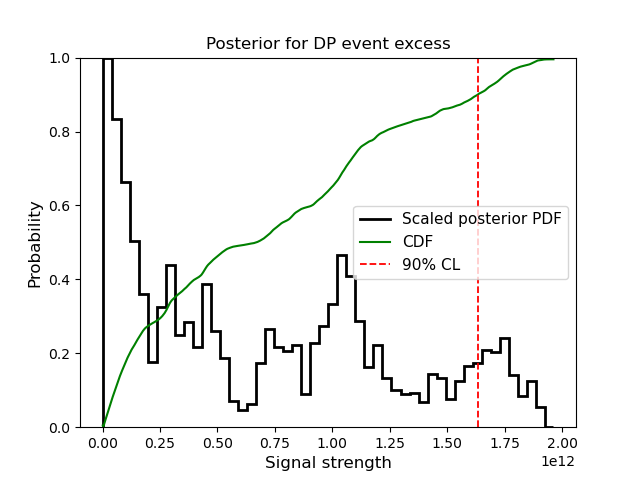 Posterior for DP event excess
Probability
1.0
0.8
0.6
0.4
0.2
0.0
Scaled posterior PDF
CDF
90% CL
0.00 0.25 0.50 0.75 1.00 1.25 1.50 1.75 2.00
1e12
Signal strength